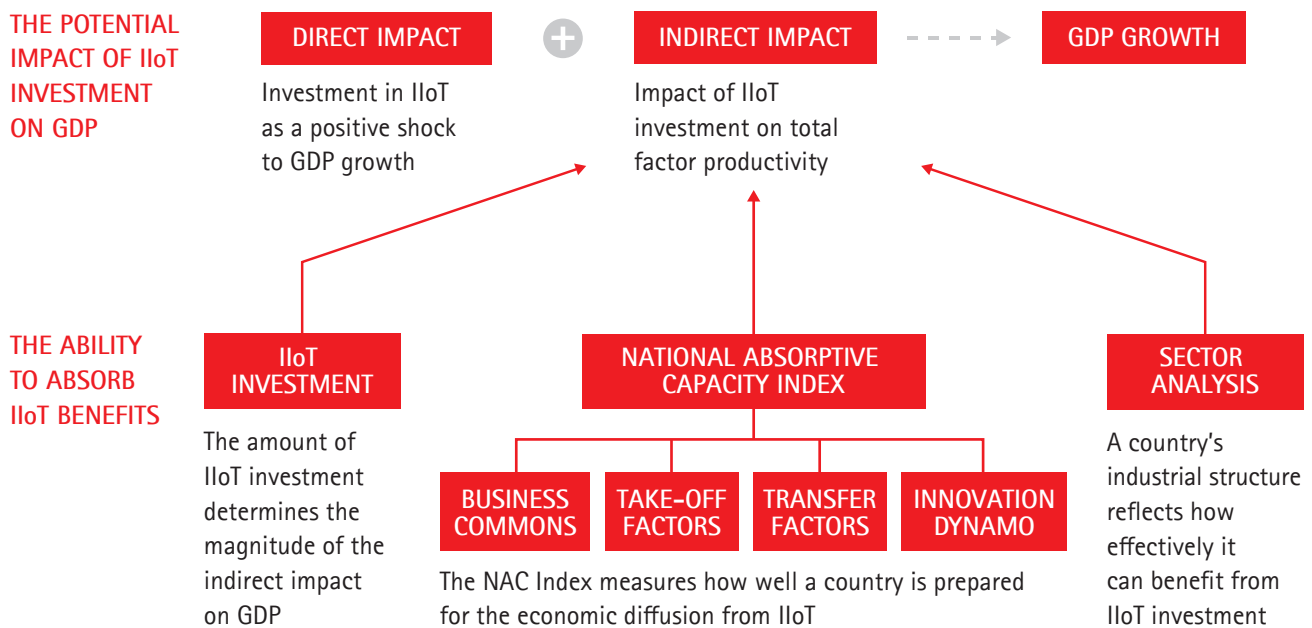 THE POTENTIAL
IMPACT OF IIoT
INVESTMENT
ON GDP
DIRECT IMPACT
+
INDIRECT IMPACT
GDP GROWTH
Investment in IIoT
as a positive shock
to GDP growth
Impact of IIoT
investment on total
factor productivity
THE ABILITY
TO ABSORB
IIoT BENEFITS
IIoT
INVESTMENT
The amount of
IIoT investment
determines the
magnitude of the
indirect impact
on GDP
NATIONAL ABSORPTIVE
CAPACITY INDEX
BUSINESS
COMMONS
TAKE-OFF
FACTORS
TRANSFER
FACTORS
INNOVATION
DYNAMO
The NAC Index measures how well a country is prepared
for the economic diffusion from IIoT
SECTOR
ANALYSIS
A country's
industrial structure
reflects how
effectively it
can benefit from
IIoT investment